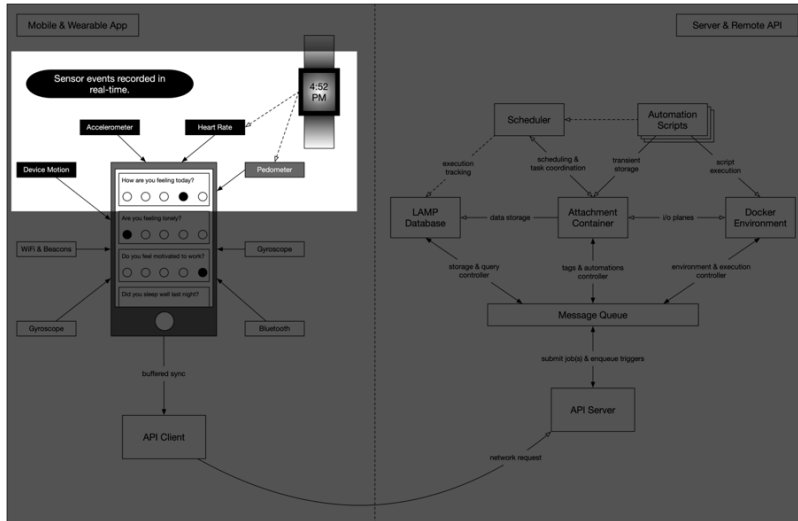 Mobile & Wearable App
Server & Remote API
Sensor events recorded in
real-time.
4:52
PM
Accelerometer
Heart Rate
Device Motion
Pedometer
How are you feeling today?
Are you feeling lonely?
WiFi & Beacons
Gyroscope
Do you feel motivated to work?
Did you sleep well last night?
Gyroscope
Bluetooth
buffered sync
API Client
Scheduler
Automation
Scripts
execution
tracking
scheduling &
task coordination
transient
storage
script
execution
LAMP
Database
data storage
Attachment
Container
i/o planes
Docker
Environment
storage & query
controller
tags & automations
controller
environment & execution
controller
Message Queue
submit job(s) & enqueue triggers
API Server
network request